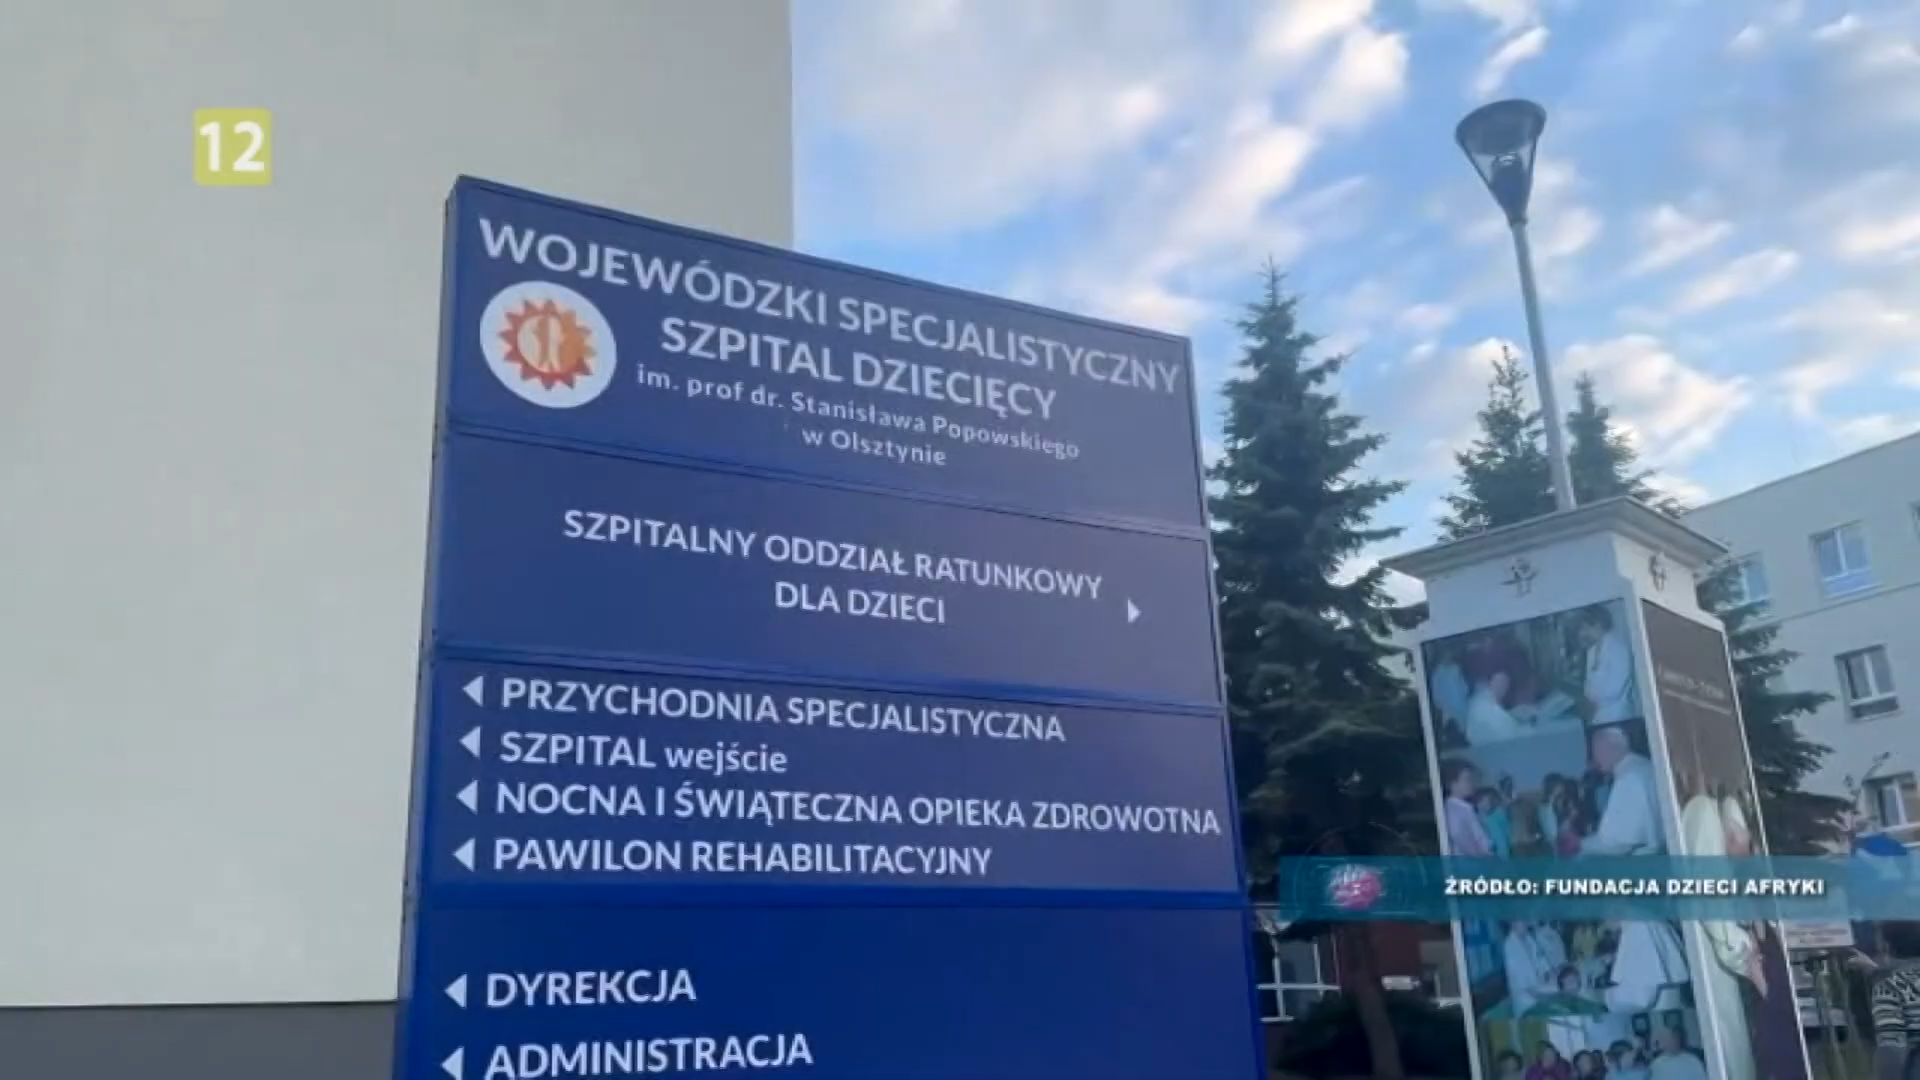 12
WOJEWÓDZKI SPECJALISTYCZNY
SZPITAL DZIECIĘCY
im. prof dr. Stanisława Popowskiego
w Olsztynie
SZPITALNY ODDZIAŁ RATUNKOWY
DLA DZIECI
PRZYCHODNIA SPECJALISTYCZNA
SZPITAL wejście
NOCNA I ŚWIĄTECZNA OPIEKA ZDROWOTNA
PAWILON REHABILITACYJNY
DYREKCJA
ADMINISTRACJA
ŹRÓDŁO: FUNDACJA DZIECI AFRYKI